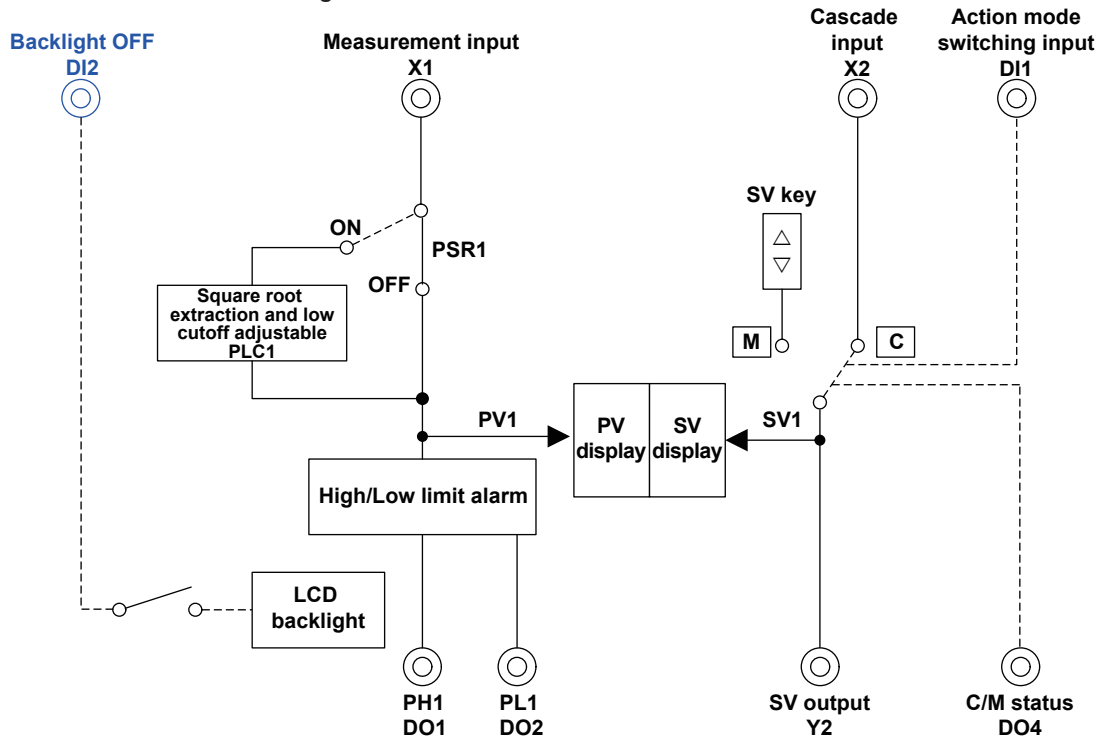 Backlight OFF
DI2
Measurement input
X1
Cascade
input
X2
Action mode
switching input
DI1
SV key
ON
PSR1
OFF
Square root
extraction and low
cutoff adjustable
PLC1
M
C
PV1
PV
display
SV
display
SV1
High/Low limit alarm
LCD
backlight
PH1
DO1
PL1
DO2
SV output
Y2
C/M status
DO4